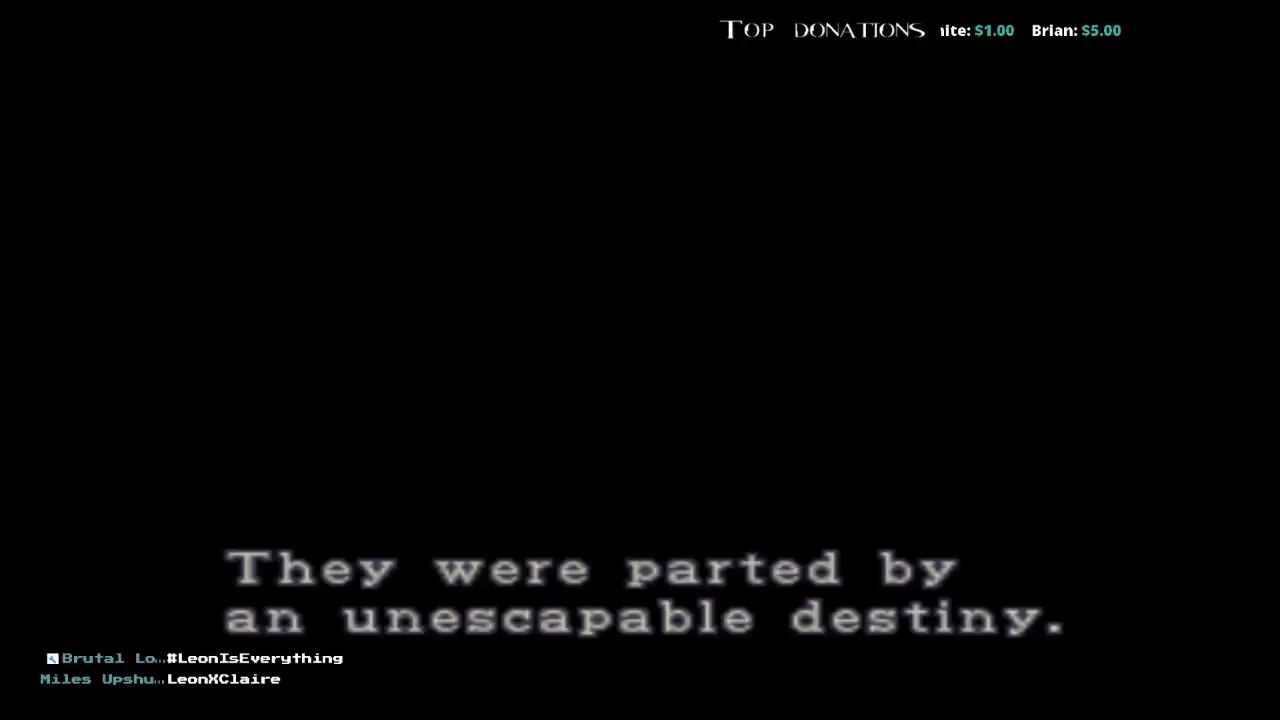 Top donations ite: $1.00 Brian: $5.00
They were parted by
an unescapable destiny.
Brutal Lo… #LeonIsEverything
Miles Upshu… LeonXClaire